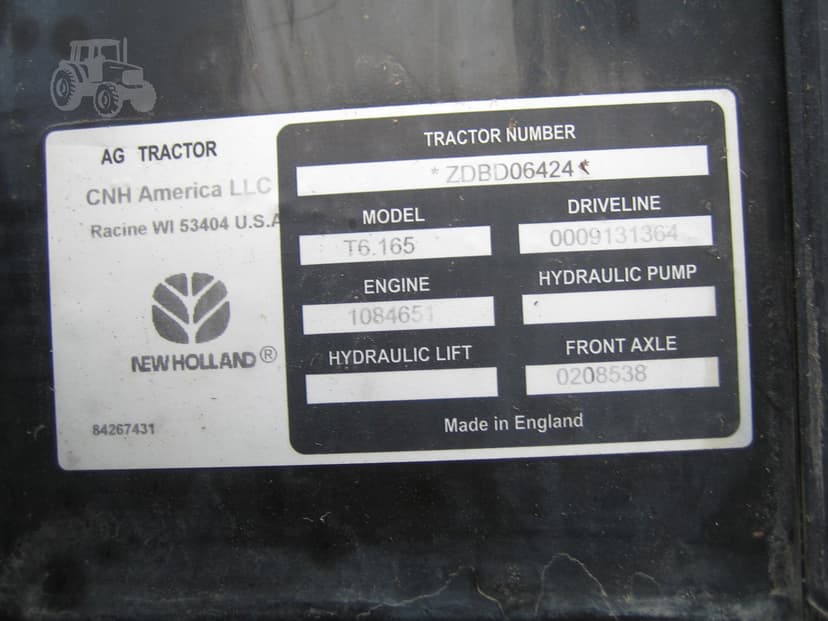 AG TRACTOR
CNH America LLC
Racine WI 53404 U.S.A
NEW HOLLAND®
84267431
TRACTOR NUMBER
*ZDBD06424*
MODEL
T6.165
DRIVELINE
0009131364
ENGINE
1084651
HYDRAULIC PUMP
HYDRAULIC LIFT
FRONT AXLE
0208538
Made in England